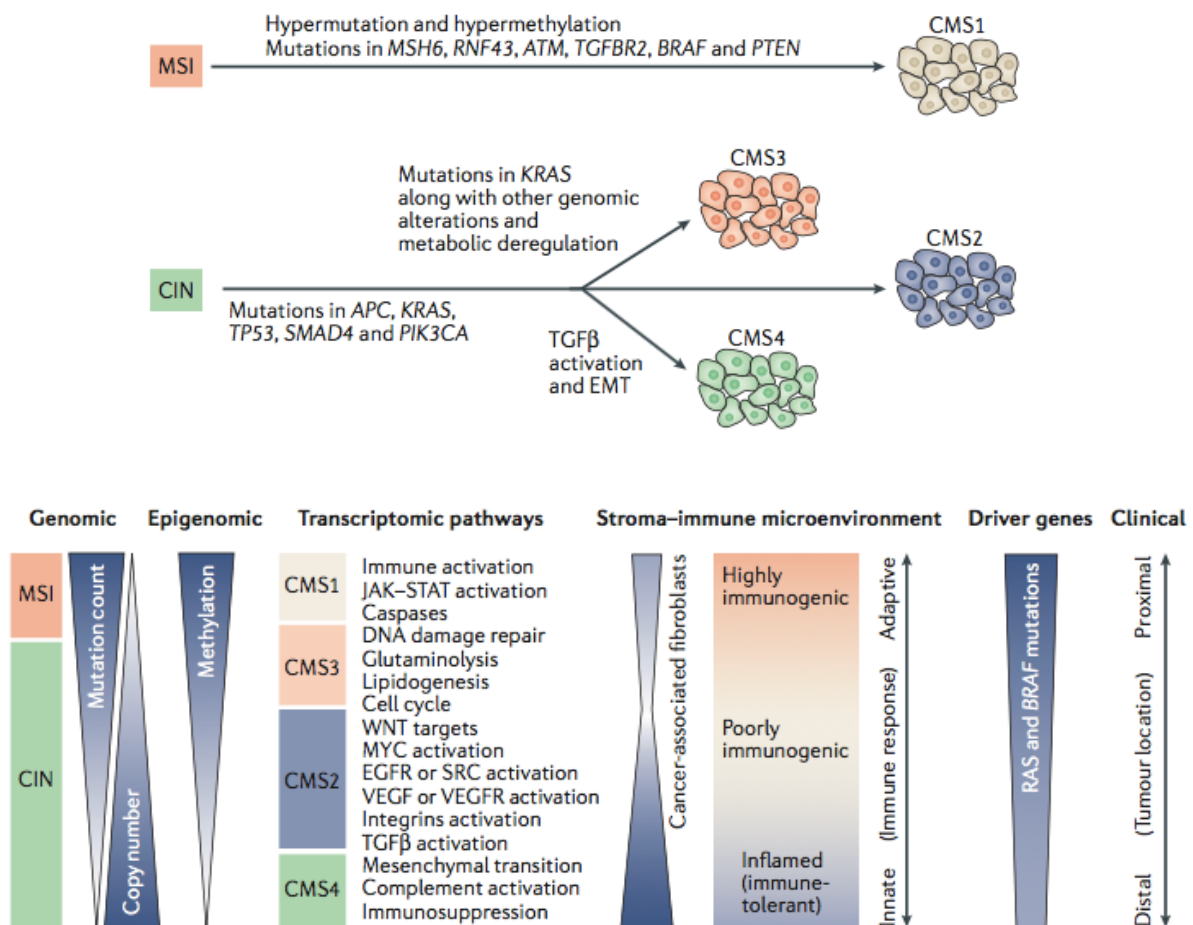 Hypermutation and hypermethylation
Mutations in MSH6, RNF43, ATM, TGFBR2, BRAF and PTEN
MSI
CMS1
Mutations in KRAS
along with other genomic
alterations and
metabolic deregulation
CMS3
CMS2
CIN
Mutations in APC, KRAS,
TP53, SMAD4 and PIK3CA
TGFβ
activation
and EMT
CMS4
Genomic
Epigenomic
Transcriptomic pathways
Stroma–immune microenvironment
Driver genes
Clinical
MSI
CIN
Mutation count
Copy number
Methylation
CMS1
CMS3
CMS2
CMS4
Immune activation
JAK–STAT activation
Caspases
DNA damage repair
Glutaminolysis
Lipidogenesis
Cell cycle
WNT targets
MYC activation
EGFR or SRC activation
VEGF or VEGFR activation
Integrins activation
TGFβ activation
Mesenchymal transition
Complement activation
Immunosuppression
Cancer-associated fibroblasts
Highly
immunogenic
Poorly
immunogenic
Inflamed
(immune-
tolerant)
Innate (Immune response) Adaptive
RAS and BRAF mutations
Distal (Tumour location) Proximal